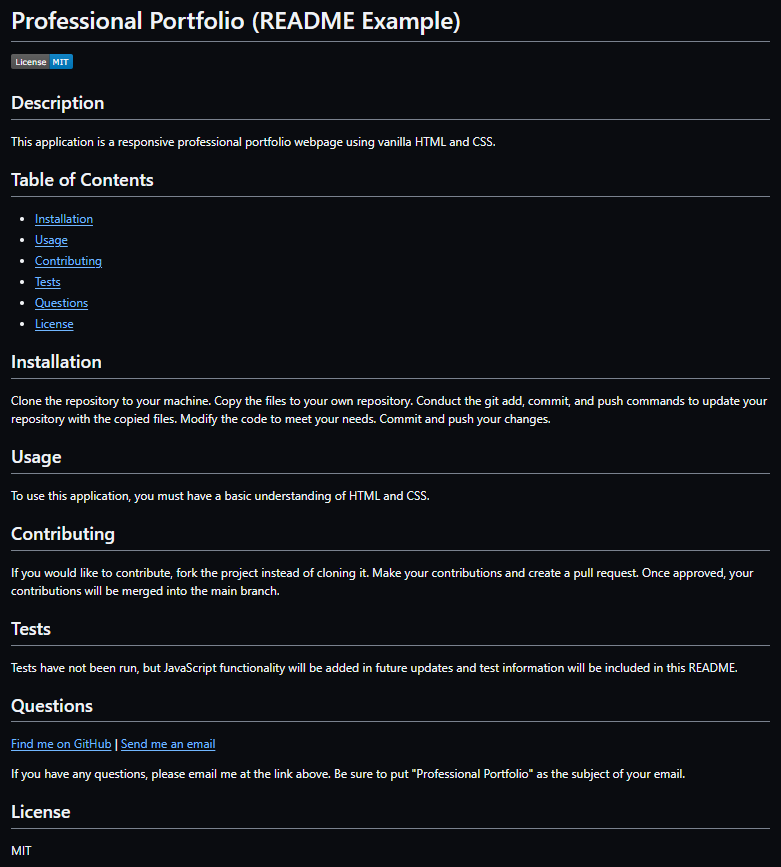 Professional Portfolio (README Example)
License MIT
Description
This application is a responsive professional portfolio webpage using vanilla HTML and CSS.
Table of Contents
Installation
Usage
Contributing
Tests
Questions
License
Installation
Clone the repository to your machine. Copy the files to your own repository. Conduct the git add, commit, and push commands to update your
repository with the copied files. Modify the code to meet your needs. Commit and push your changes.
Usage
To use this application, you must have a basic understanding of HTML and CSS.
Contributing
If you would like to contribute, fork the project instead of cloning it. Make your contributions and create a pull request. Once approved, your
contributions will be merged into the main branch.
Tests
Tests have not been run, but JavaScript functionality will be added in future updates and test information will be included in this README.
Questions
Find me on GitHub | Send me an email
If you have any questions, please email me at the link above. Be sure to put "Professional Portfolio" as the subject of your email.
License
MIT